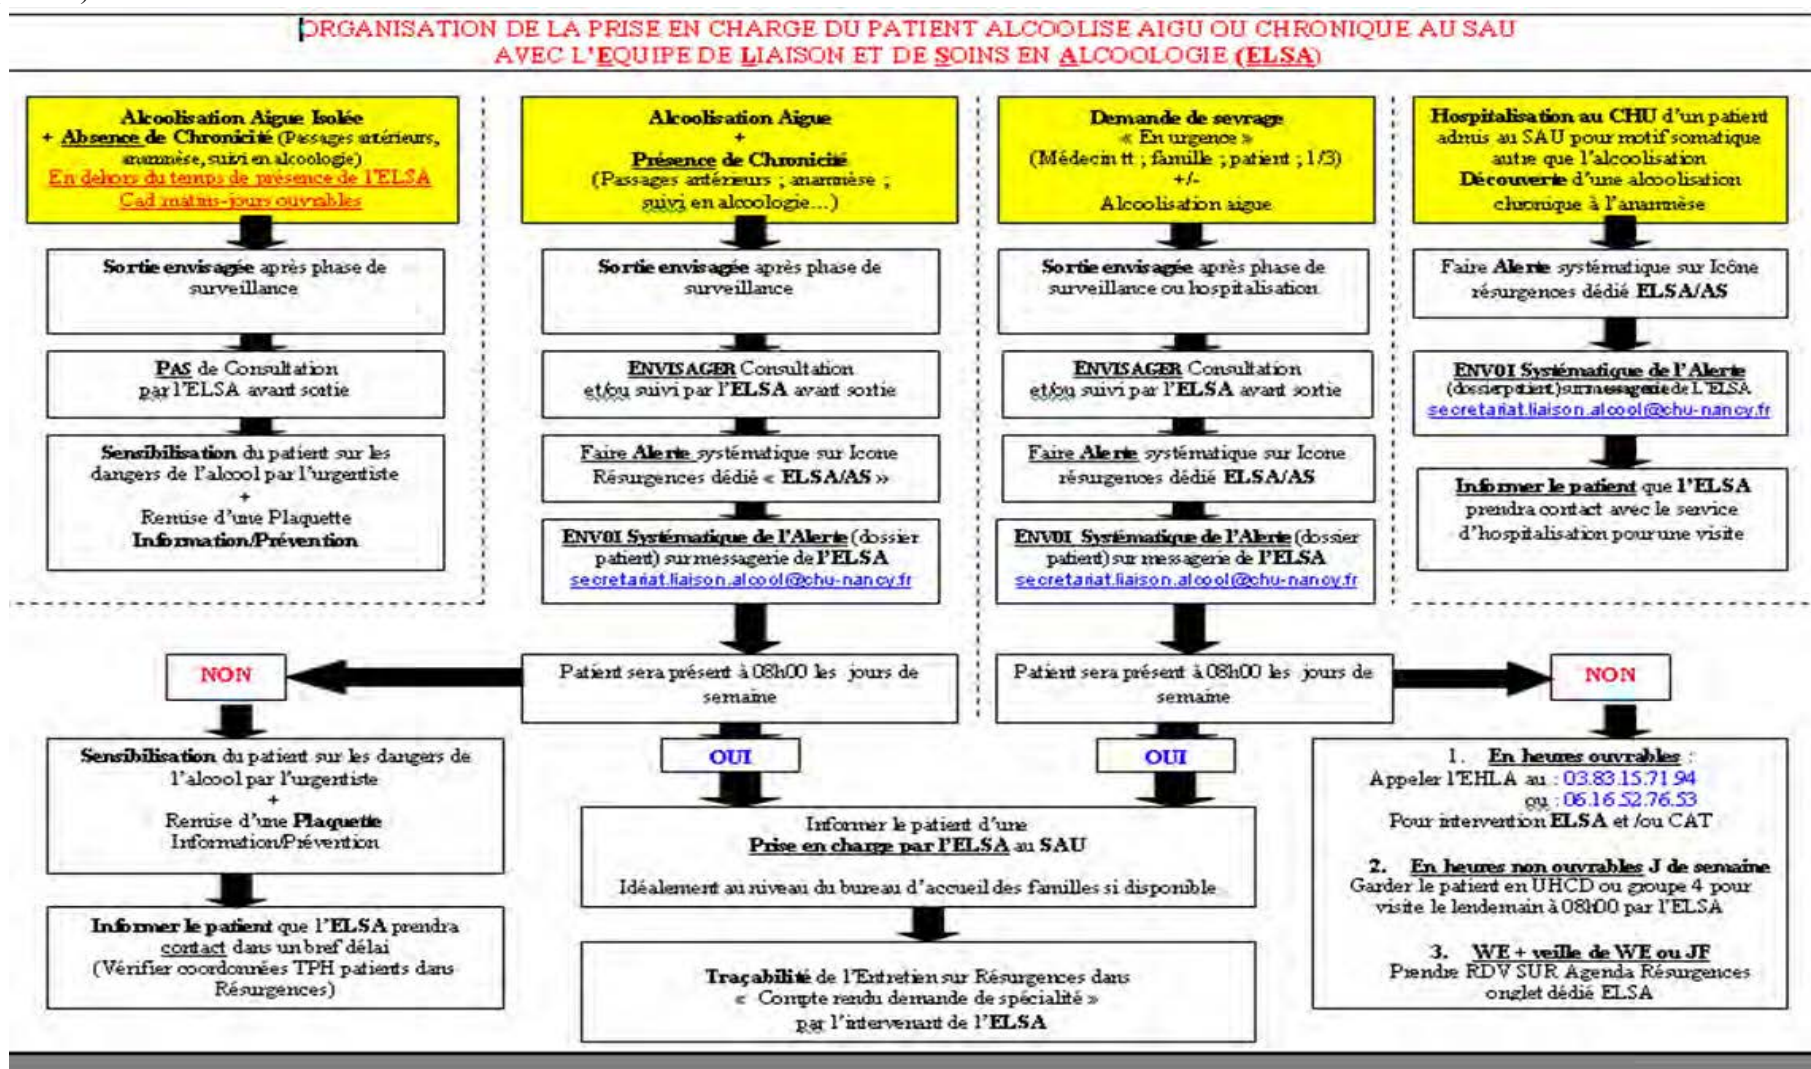 ORGANISATION DE LA PRISE EN CHARGE DU PATIENT ALCOOLISE AIGU OU CHRONIQUE AU SAU
AVEC L'EQUIPE DE LIAISON ET DE SOINS EN ALCOOLOGIE (ELSA)
Alcoolisation Aigue Isolée
+ Absence de Chronicité (Passages antérieurs,
anamnèse, suivi en alcoologie)
En dehors du temps de présence de l'ELSA
Cad matins-jours ouvrables
Sortie envisagée après phase de
surveillance
PAS de Consultation
par l'ELSA avant sortie
Sensibilisation du patient sur les
dangers de l'alcool par l'urgentiste
+
Remise d'une Plaquette
Information/Prévention
Alcoolisation Aigue
+
Présence de Chronicité
(Passages antérieurs ; anamnèse ;
suivi en alcoologie...)
Sortie envisagée après phase de
surveillance
ENVISAGER Consultation
et/ou suivi par l'ELSA avant sortie
Faire Alerte systématique sur Icone
Résurgences dédié « ELSA/AS »
ENVOI Systématique de l'Alerte (dossier
patient) sur messagerie de l'ELSA
secretariat.liaison.alcool@chu-nancy.fr
Demande de sevrage
« En urgence »
(Médecin tt ; famille ; patient ; 1/3)
+/-
Alcoolisation aigue
Sortie envisagée après phase de
surveillance ou hospitalisation
ENVISAGER Consultation
et/ou suivi par l'ELSA avant sortie
Faire Alerte systématique sur Icone
résurgences dédié ELSA/AS
ENVOI Systématique de l'Alerte (dossier
patient) sur messagerie de l'ELSA
secretariat.liaison.alcool@chu-nancy.fr
Hospitalisation au CHU d'un patient
admis au SAU pour motif somatique
autre que l'alcoolisation
Découverte d'une alcoolisation
chronique à l'anamnèse
Faire Alerte systématique sur Icône
résurgences dédié ELSA/AS
ENVOI Systématique de l'Alerte
(dossier patient) sur messagerie de L'ELSA
secretariat.liaison.alcool@chu-nancy.fr
Informer le patient que l'ELSA
prendra contact avec le service
d'hospitalisation pour une visite
NON
Patient sera présent à 08h00 les jours de
semaine
Patient sera présent à 08h00 les jours de
semaine
NON
Sensibilisation du patient sur les dangers de
l'alcool par l'urgentiste
+
Remise d'une Plaquette
Information/Prévention
Informer le patient que l'ELSA prendra
contact dans un bref délai
(Vérifier coordonnées TPH patients dans
Résurgences)
OUI
OUI
Informer le patient d'une
Prise en charge par l'ELSA au SAU
Idéalement au niveau du bureau d'accueil des familles si disponible
Traçabilité de l'Entretien sur Résurgences dans
« Compte rendu demande de spécialité »
par l'intervenant de l'ELSA
1. En heures ouvrables :
Appeler l'EHLA au : 03.83.15.71.94
ou : 06.16.52.76.53
Pour intervention ELSA et /ou CAT
2. En heures non ouvrables J de semaine
Garder le patient en UHCD ou groupe 4 pour
visite le lendemain à 08h00 par l'ELSA
3. WE + veille de WE ou JF
Prendre RDV SUR Agenda Résurgences
onglet dédié ELSA